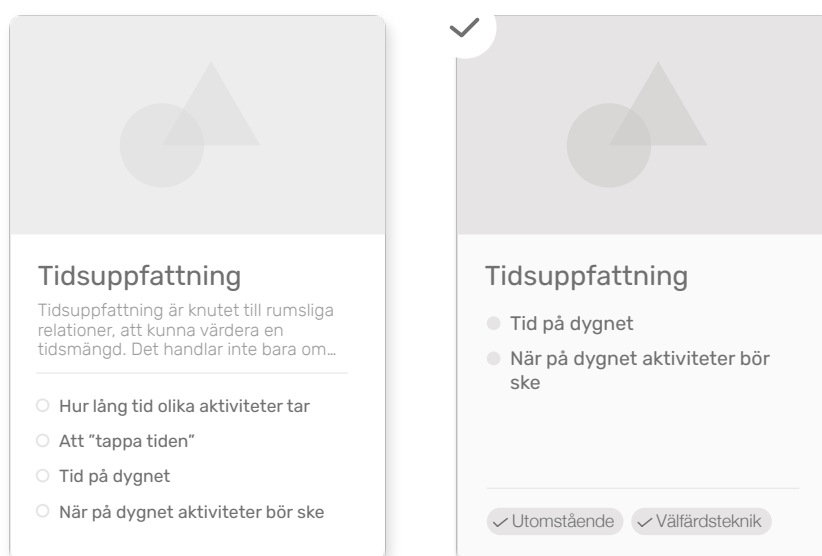 Tidsuppfattning
Tidsuppfattning är knutet till rumsliga
relationer, att kunna värdera en
tidsmängd. Det handlar inte bara om…
Hur lång tid olika aktiviteter tar
Att ”tappa tiden”
Tid på dygnet
När på dygnet aktiviteter bör ske
Tidsuppfattning
Tid på dygnet
När på dygnet aktiviteter bör
ske
Utomstående
Välfärdsteknik